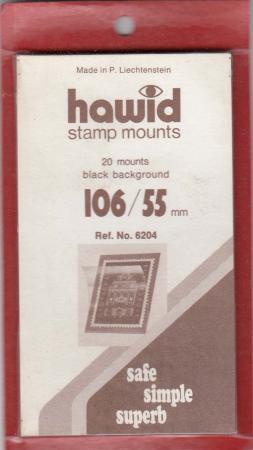 Made in P. Liechtenstein
hawid
stamp mounts
20 mounts
black background
106/55 mm
Ref. No. 6204
safe
simple
superb